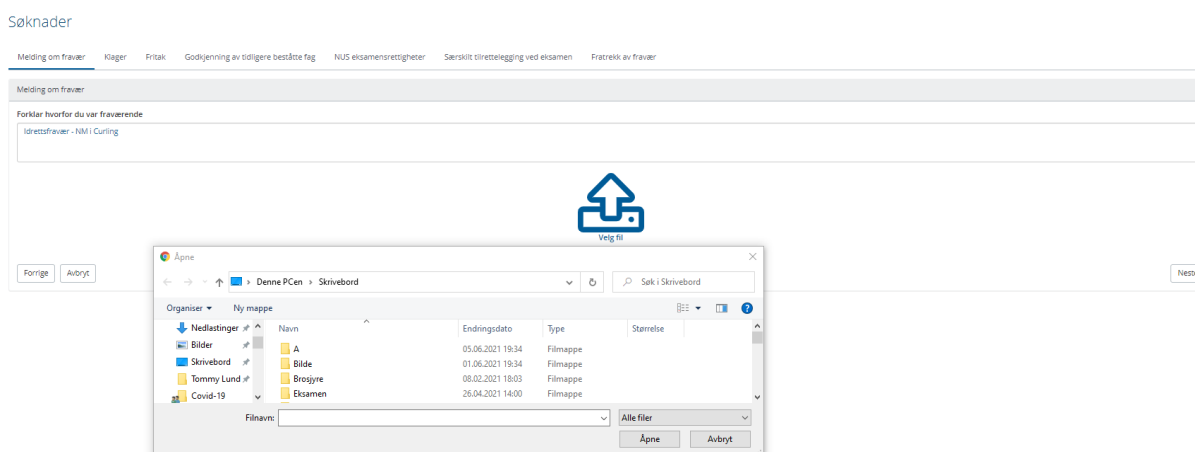 Søknader
Melding om fravær Klager Fritak Godkjenning av tidligere beståtte fag NUS eksamensrettigheter Særskilt tilrettelegging ved eksamen Fratrekk av fravær
Melding om fravær
Forklar hvorfor du var fraværende
Idrettsfravær - NM i Curling
Velg fil
Forrige Avbryt Neste
Åpne
Denne PCen › Skrivebord Søk i Skrivebord
Organiser Ny mappe
Navn Endringsdato Type Størrelse
Nedlastinger
Bilder
Skrivebord
Tommy Lund
Covid-19
A 05.06.2021 19:34 Filmappe
Bilde 01.06.2021 19:34 Filmappe
Brosjyre 08.02.2021 18:03 Filmappe
Eksamen 26.04.2021 14:00 Filmappe
Filnavn: Alle filer
Åpne Avbryt